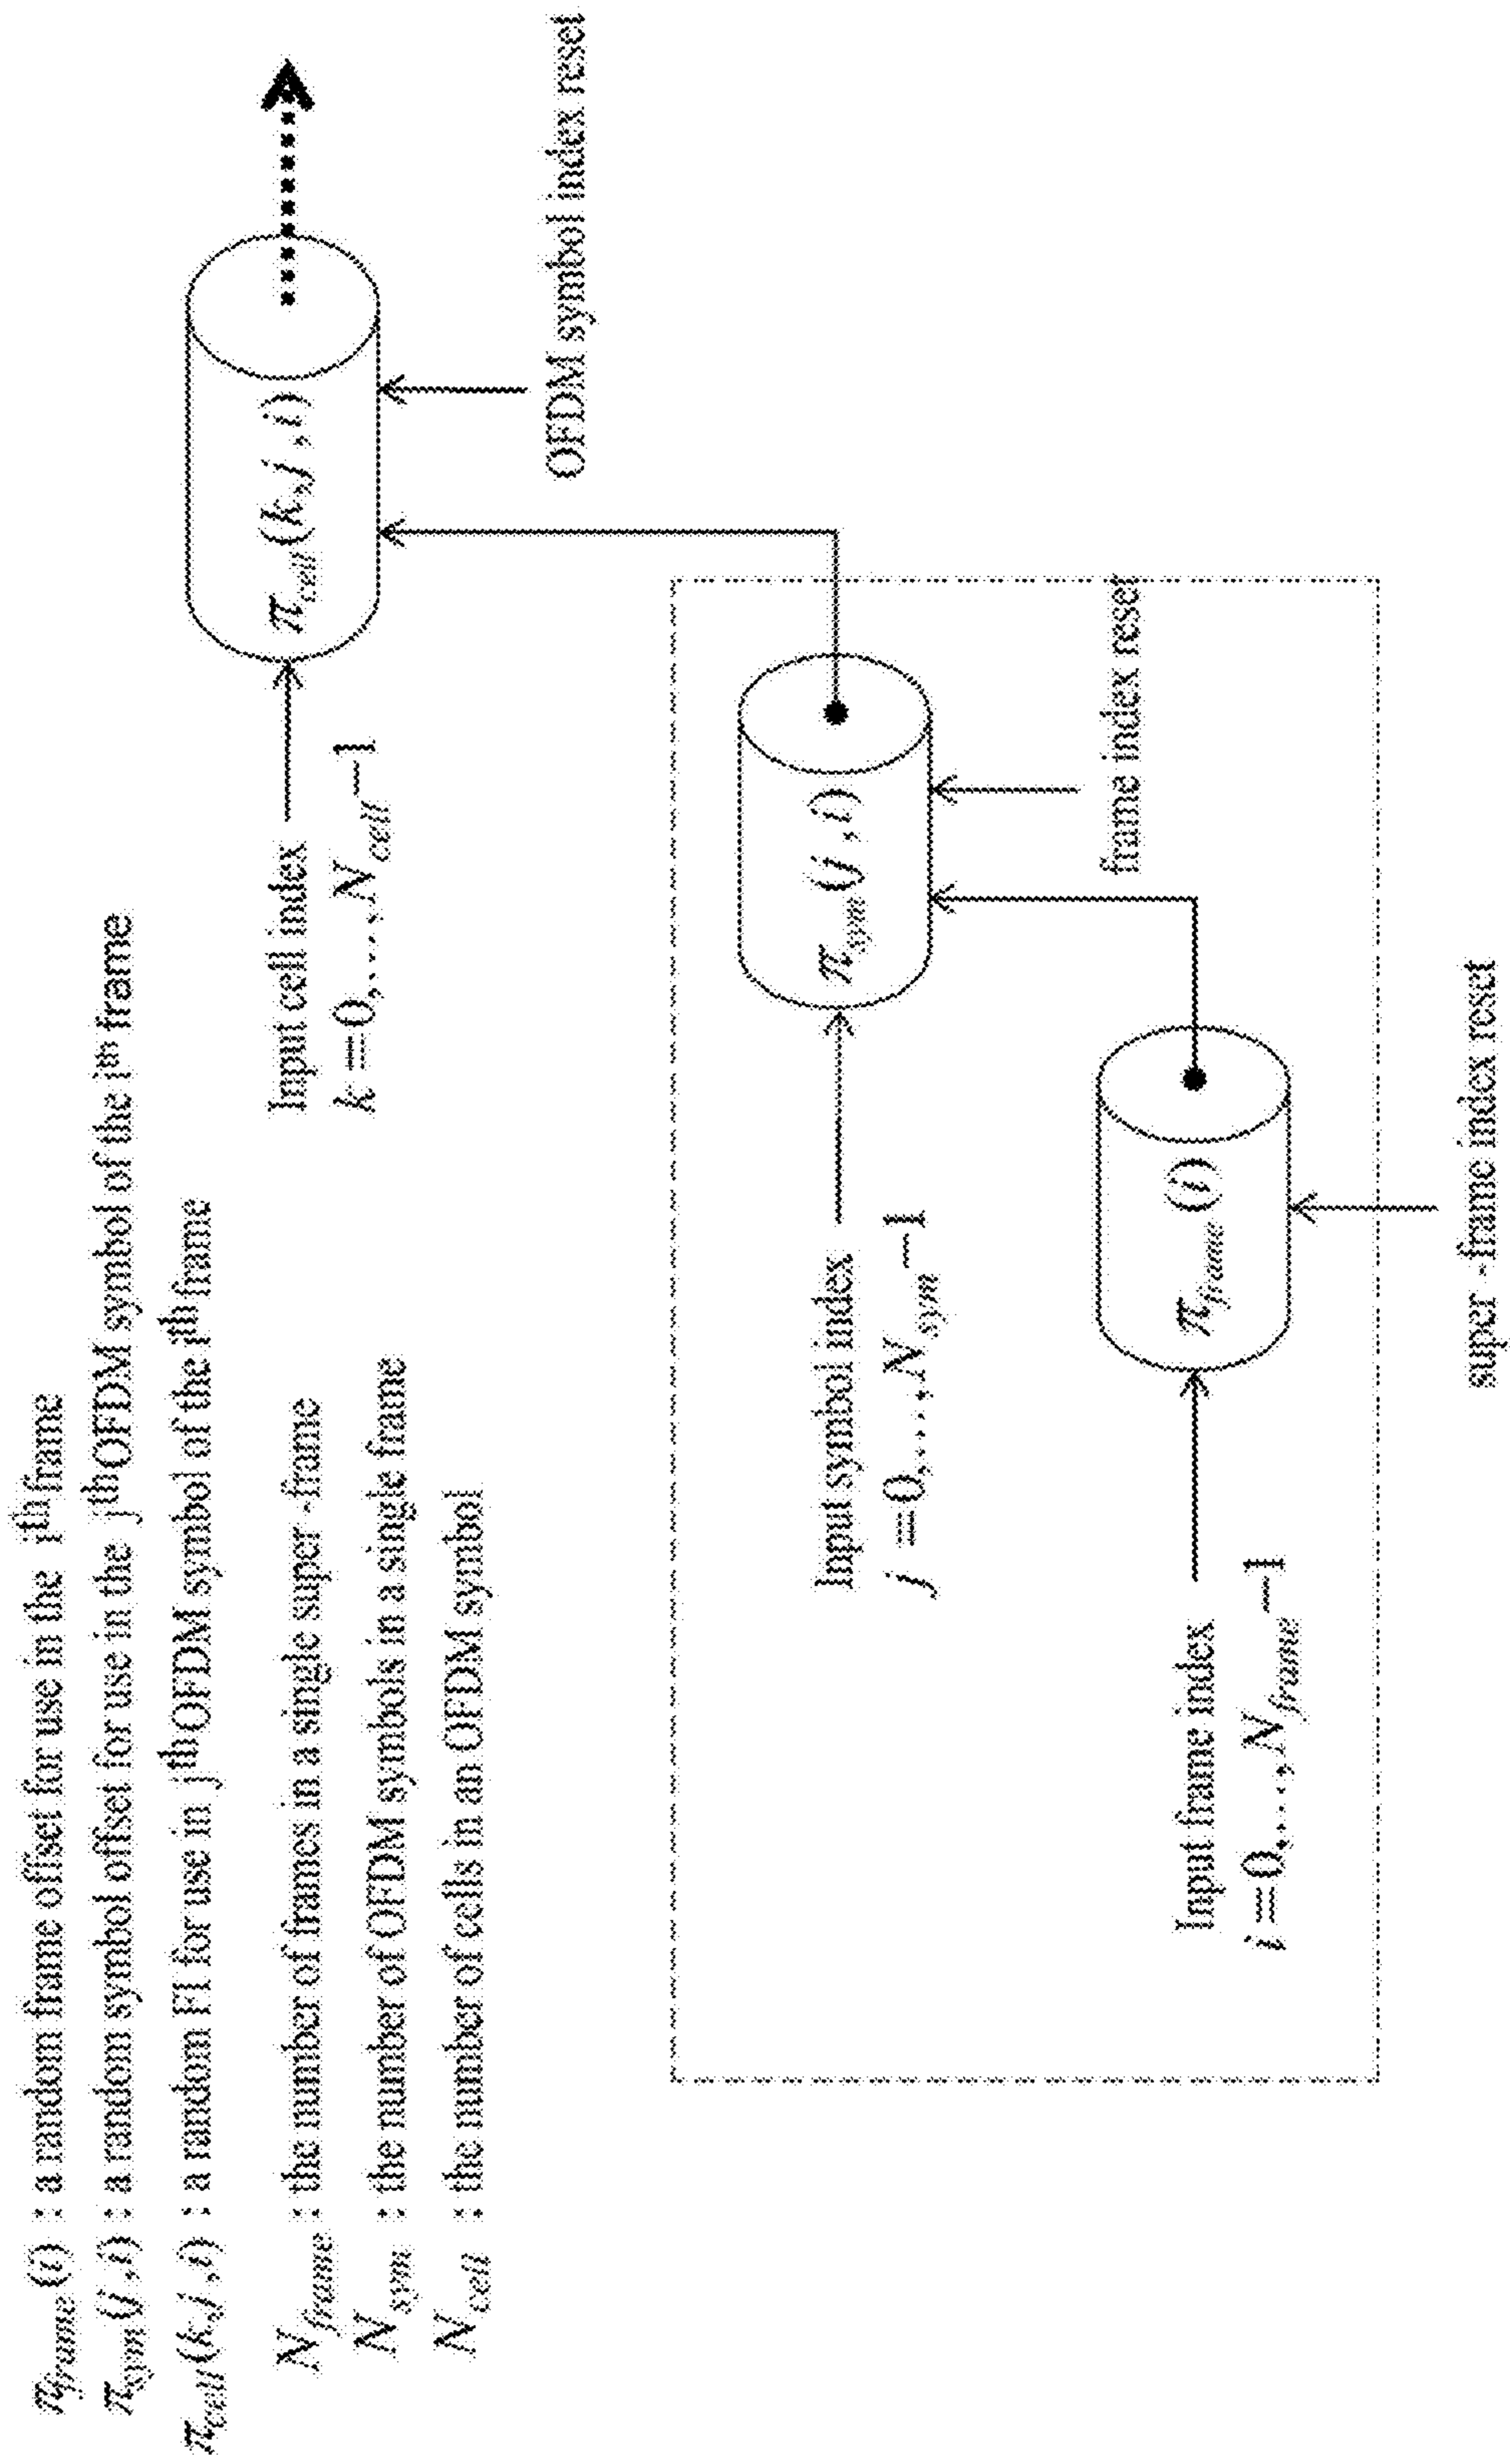 π_frame(i) : a random frame offset for use in the i^th frame
π_sym(j,i) : a random symbol offset for use in the j^th OFDM symbol of the i^th frame
π_cell(k,j,i) : a random FI for use in j^th OFDM symbol of the i^th frame
N_frame : the number of frames in a single super -frame
N_sym : the number of OFDM symbols in a single frame
N_cell : the number of cells in an OFDM symbol
Input cell index
k =0,...,N_cell−1
π_cell(k,j,i)
OFDM symbol index reset
Input symbol index
j =0,...,N_sym−1
π_sym(j,i)
frame index reset
Input frame index
i =0,...,N_frame−1
π_frame(i)
super -frame index reset